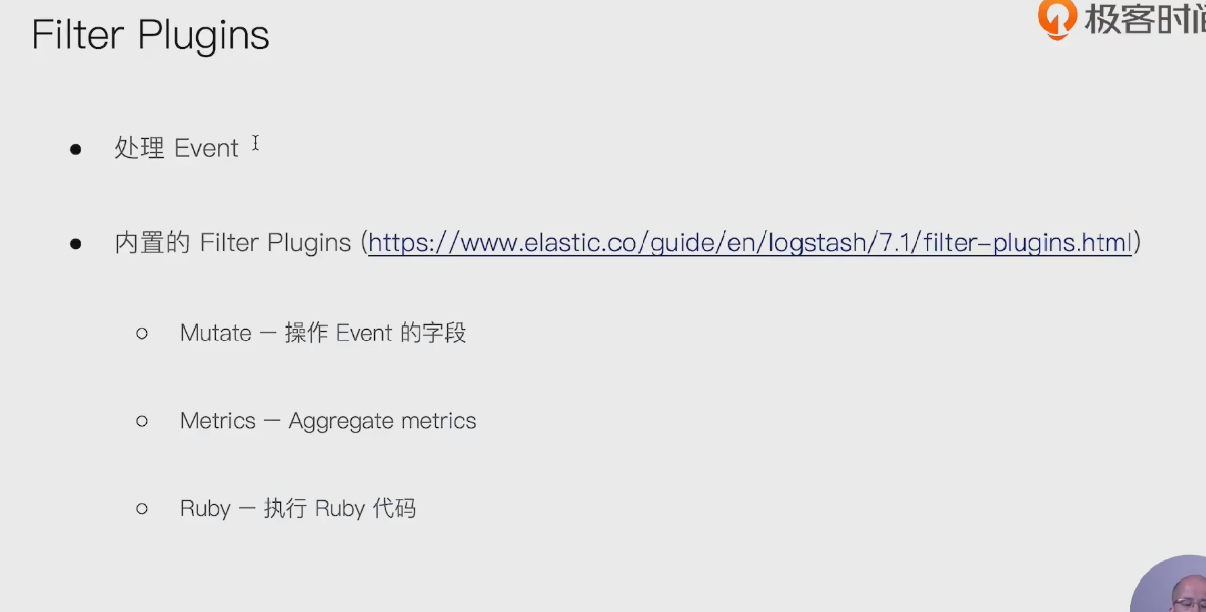 Filter Plugins
极客时间
● 处理 Event
● 内置的 Filter Plugins (https://www.elastic.co/guide/en/logstash/7.1/filter-plugins.html)
○ Mutate — 操作 Event 的字段
○ Metrics — Aggregate metrics
○ Ruby — 执行 Ruby 代码